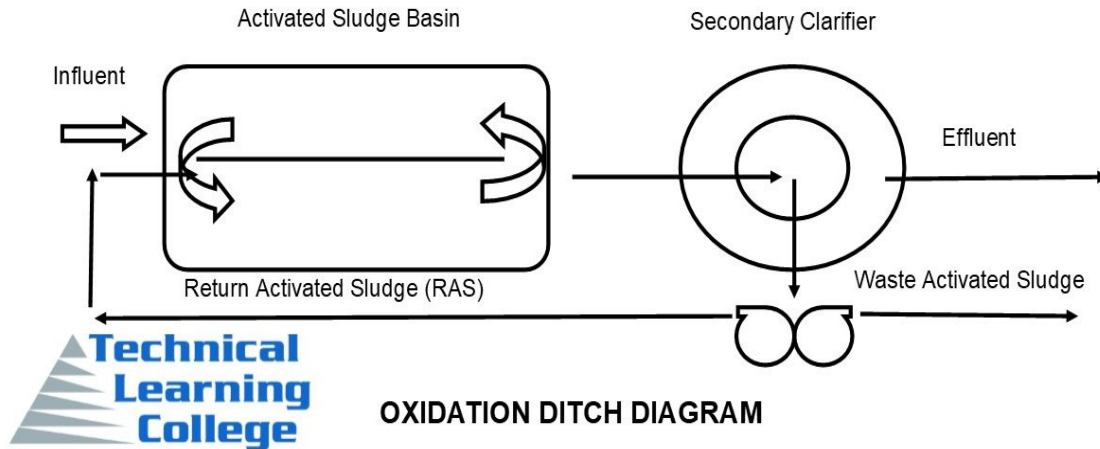 Activated Sludge Basin
Secondary Clarifier
Influent
Effluent
Return Activated Sludge (RAS)
Waste Activated Sludge
Technical
Learning
College
OXIDATION DITCH DIAGRAM